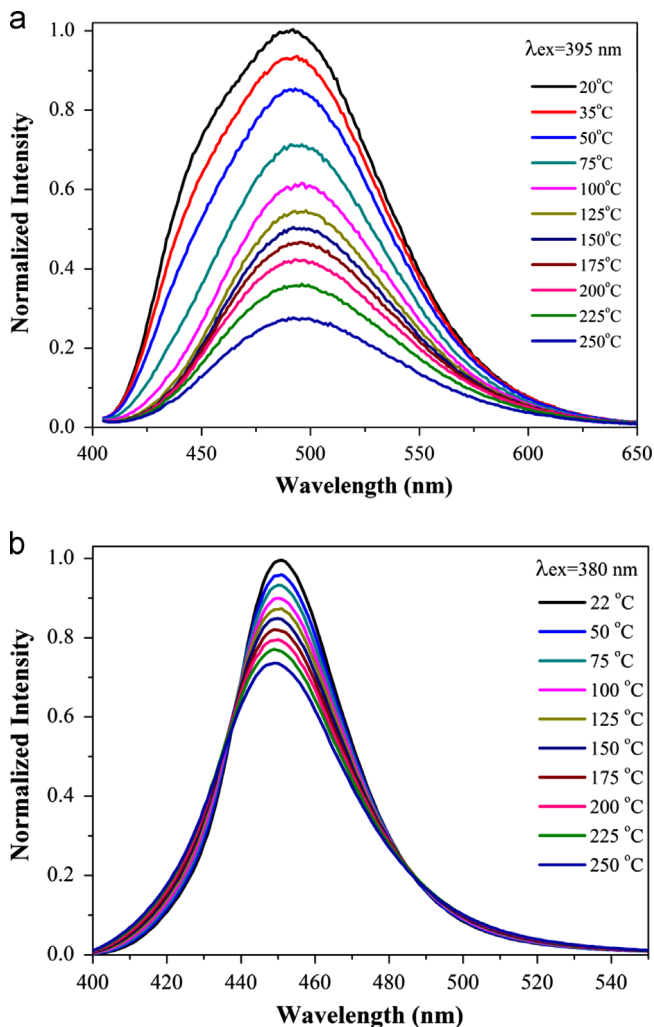 a
λex=395 nm
20°C
35°C
50°C
75°C
100°C
125°C
150°C
175°C
200°C
225°C
250°C
1.0
0.8
0.6
0.4
0.2
0.0
Normalized Intensity
400 450 500 550 600 650
Wavelength (nm)
b
λex=380 nm
22 °C
50 °C
75 °C
100 °C
125 °C
150 °C
175 °C
200 °C
225 °C
250 °C
1.0
0.8
0.6
0.4
0.2
0.0
Normalized Intensity
400 420 440 460 480 500 520 540
Wavelength (nm)